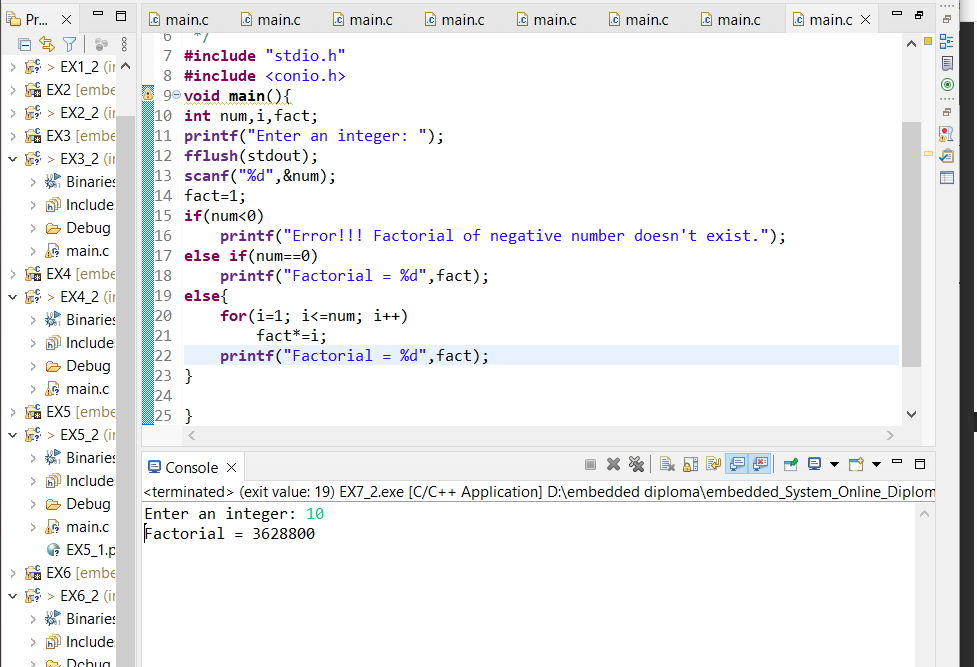 Pr...
main.c main.c main.c main.c main.c main.c main.c main.c
> EX1_2 (in
EX2 [embe
> EX2_2 (in
EX3 [embe
> EX3_2 (in
Binaries
Include
Debug
main.c
EX4 [embe
> EX4_2 (in
Binaries
Include
Debug
main.c
EX5 [embe
> EX5_2 (in
Binaries
Include
Debug
main.c
EX5_1.p
EX6 [embe
> EX6_2 (in
Binaries
Include
Debug
6 */
7 #include "stdio.h"
8 #include <conio.h>
9 void main(){
10 int num,i,fact;
11 printf("Enter an integer: ");
12 fflush(stdout);
13 scanf("%d",&num);
14 fact=1;
15 if(num<0)
16     printf("Error!!! Factorial of negative number doesn't exist.");
17 else if(num==0)
18     printf("Factorial = %d",fact);
19 else{
20     for(i=1; i<=num; i++)
21         fact*=i;
22     printf("Factorial = %d",fact);
23 }
24
25 }
Console
<terminated> (exit value: 19) EX7_2.exe [C/C++ Application] D:\embedded diploma\embedded_System_Online_Diplom
Enter an integer: 10
Factorial = 3628800